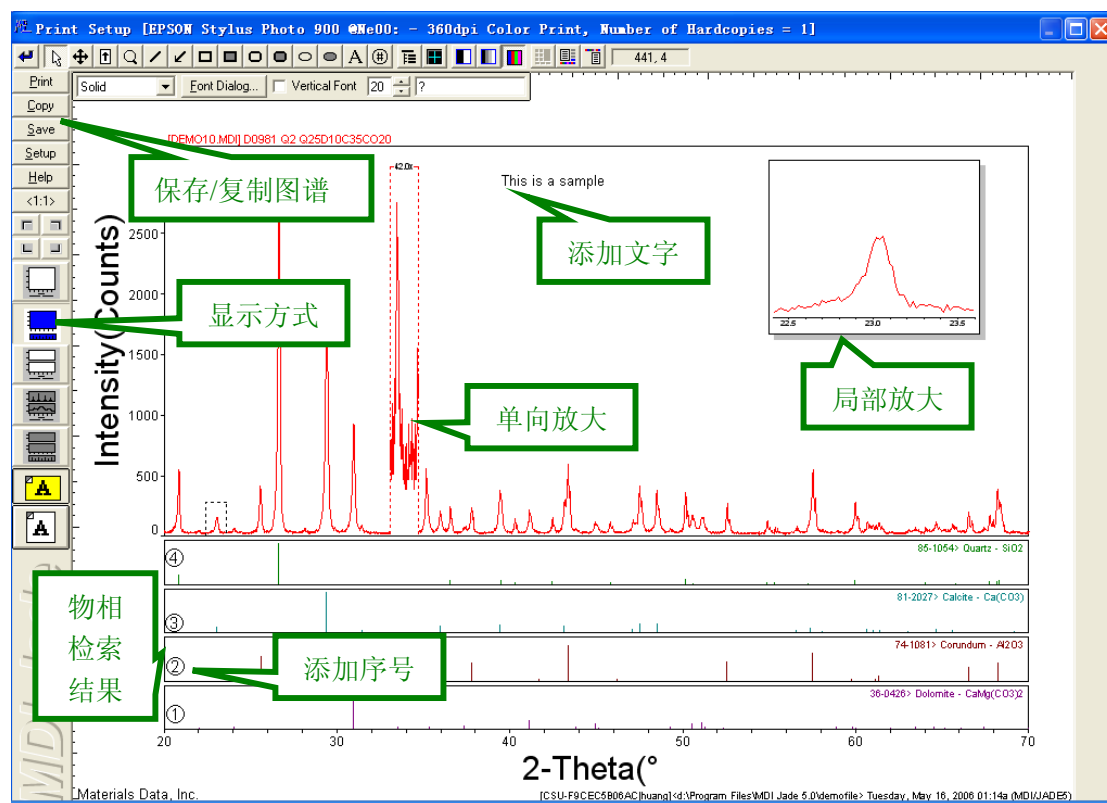 Print Setup [EPSON Stylus Photo 900 @Ne00: - 360dpi Color Print, Number of Hardcopies = 1]
A # 441, 4
Print
Solid Font Dialog... Vertical Font 20 ?
Copy
Save
Setup
Help
<1:1>
[DEMO10.MDI] D0981 Q2 Q25D10C35CO20
保存/复制图谱
42.0x
This is a sample
添加文字
22.5 23.0 23.5
显示方式
单向放大
局部放大
Intensity(Counts)
2500
2000
1500
1000
500
0
A
A
④ 85-1054> Quartz - SiO2
③ 81-2027> Calcite - Ca(CO3)
② 74-1081> Corundum - Al2O3
① 36-0426> Dolomite - CaMg(CO3)2
物相
检索
结果
添加序号
20 30 40 50 60 70
2-Theta(°
Materials Data, Inc.
[CSU-F9CEC5B06AC|huang]<d:\Program Files\MDI Jade 5.0\demofile> Tuesday, May 16, 2006 01:14a (MDI/JADE5)